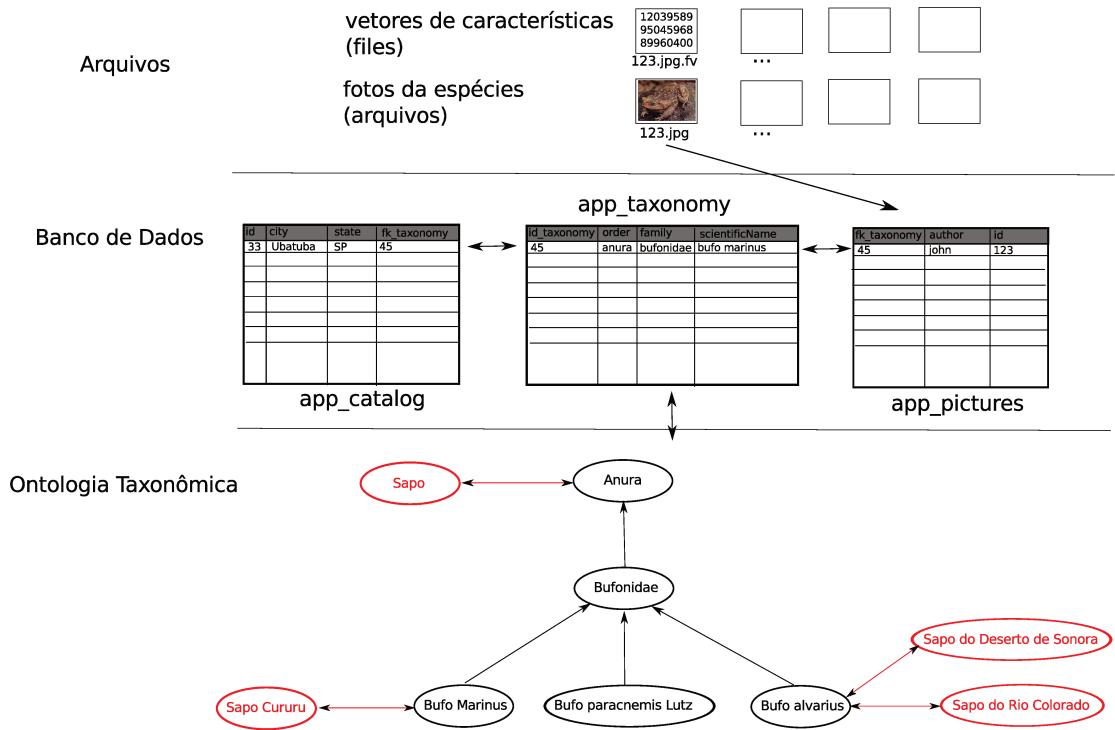 vetores de características
(files)
12039589
95045968
89960400
123.jpg.fv
...
Arquivos
fotos da espécies
(arquivos)
123.jpg
...
app_taxonomy
Banco de Dados
id city state fk_taxonomy
33 Ubatuba SP 45
id_taxonomy order family scientificName
45 anura bufonidae bufo marinus
fk_taxonomy author id
45 john 123
app_catalog
app_pictures
Ontologia Taxonômica
Sapo
Anura
Bufonidae
Sapo do Deserto de Sonora
Sapo Cururu
Bufo Marinus
Bufo paracnemis Lutz
Bufo alvarius
Sapo do Rio Colorado